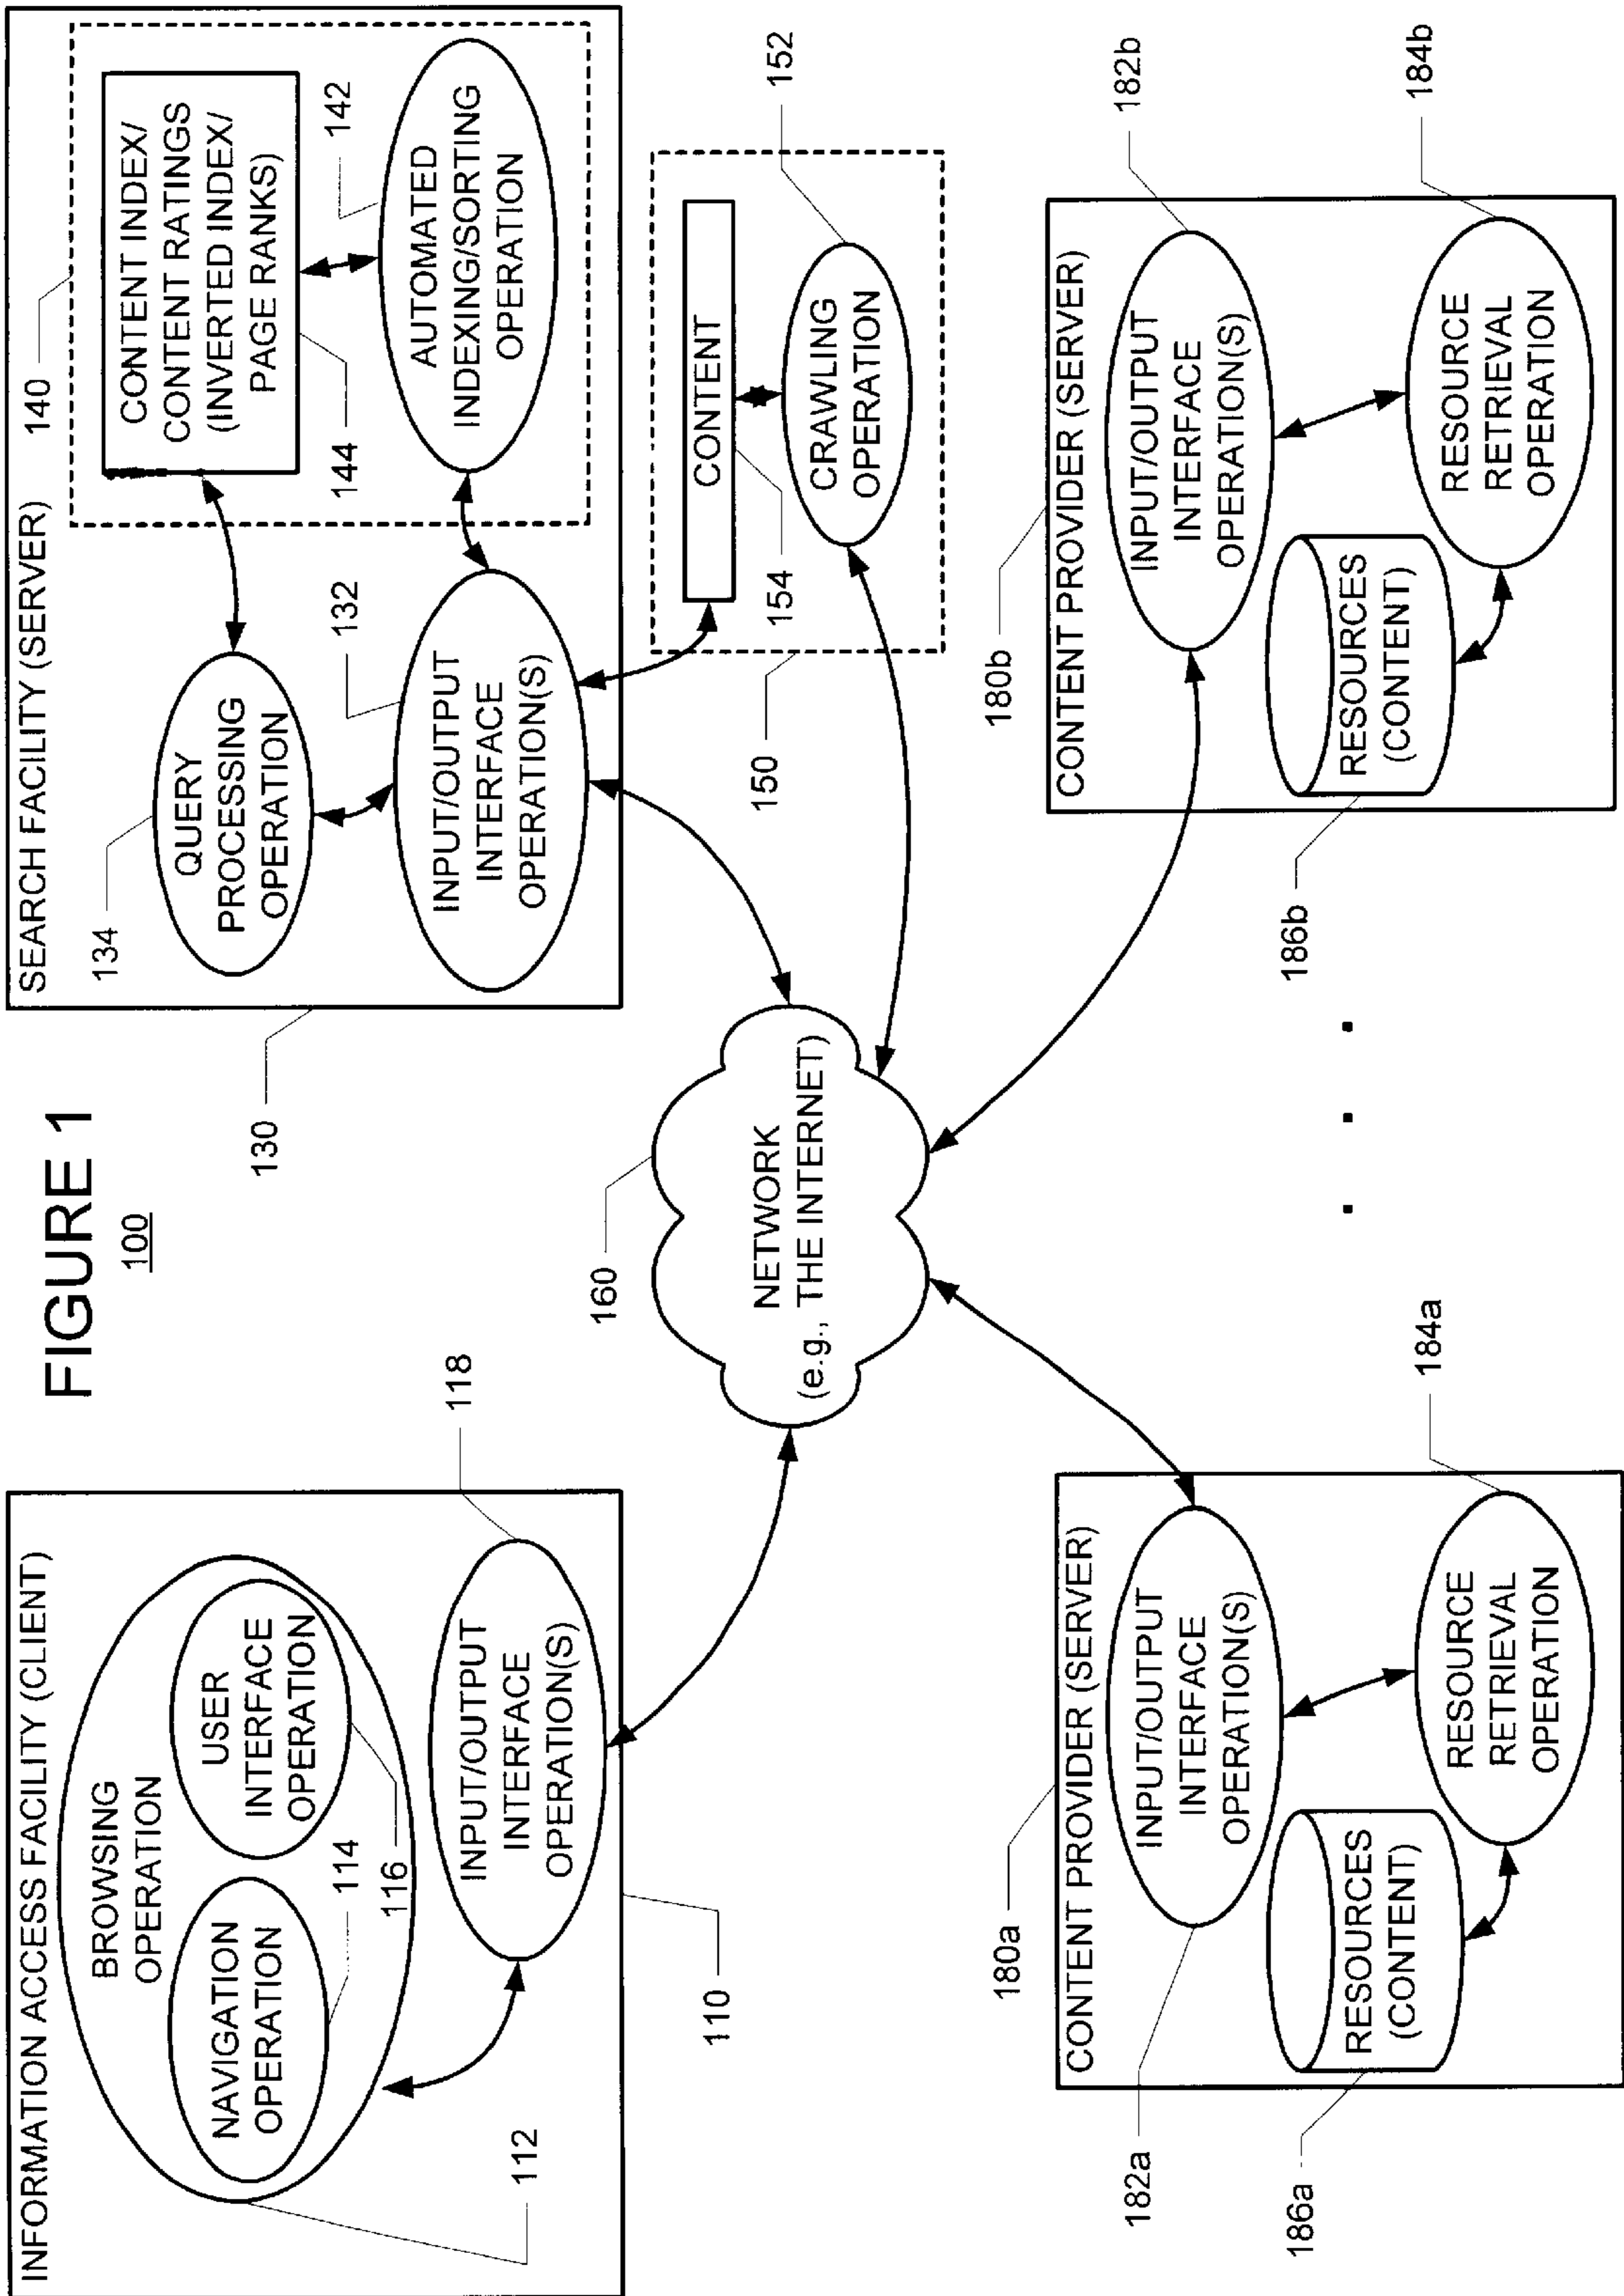 FIGURE 1
100
INFORMATION ACCESS FACILITY (CLIENT)
BROWSING
OPERATION
NAVIGATION
OPERATION
USER
INTERFACE
OPERATION
114
116
112
INPUT/OUTPUT
INTERFACE
OPERATION(S)
118
110
SEARCH FACILITY (SERVER)
140
134
QUERY
PROCESSING
OPERATION
CONTENT INDEX/
CONTENT RATINGS
(INVERTED INDEX/
PAGE RANKS)
144
142
AUTOMATED
INDEXING/SORTING
OPERATION
132
INPUT/OUTPUT
INTERFACE
OPERATION(S)
130
CONTENT
154
CRAWLING
OPERATION
152
150
160
NETWORK
(e.g., THE INTERNET)
180a
CONTENT PROVIDER (SERVER)
INPUT/OUTPUT
INTERFACE
OPERATION(S)
182a
RESOURCES
(CONTENT)
186a
RESOURCE
RETRIEVAL
OPERATION
184a
. . .
180b
CONTENT PROVIDER (SERVER)
INPUT/OUTPUT
INTERFACE
OPERATION(S)
182b
RESOURCES
(CONTENT)
186b
RESOURCE
RETRIEVAL
OPERATION
184b